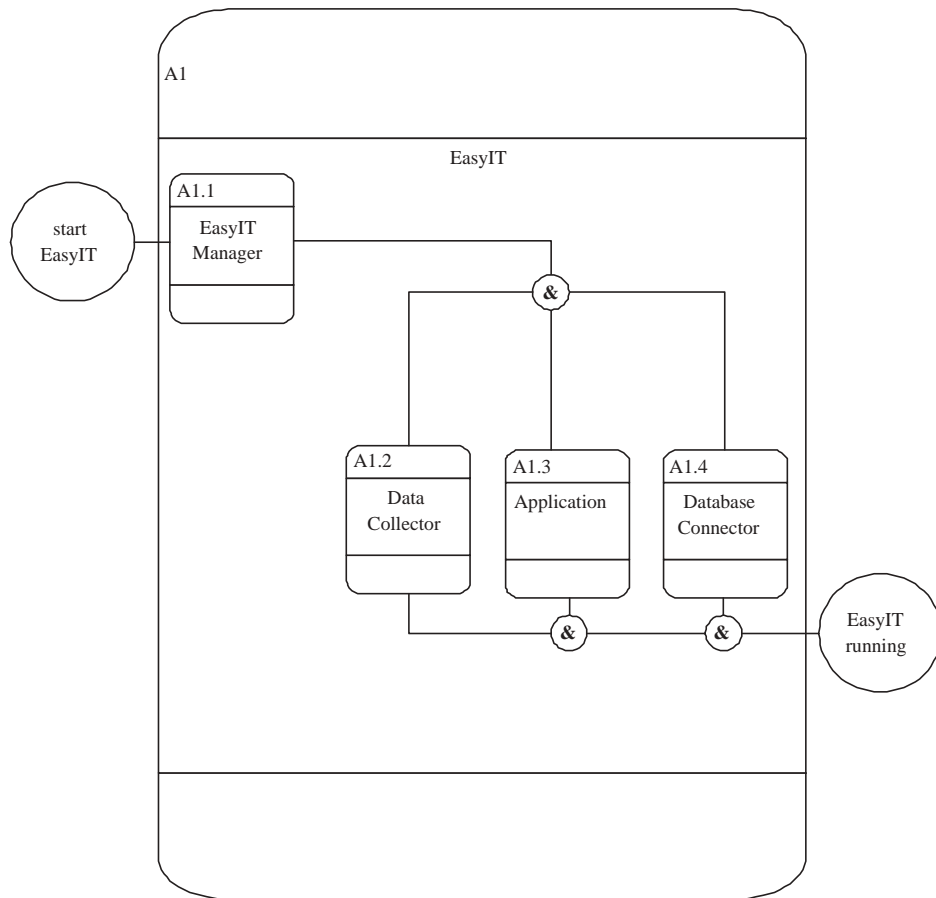 A1
EasyIT
A1.1
start
EasyIT
EasyIT
Manager
&
A1.2
A1.3
A1.4
Data
Collector
Application
Database
Connector
&
&
EasyIT
running